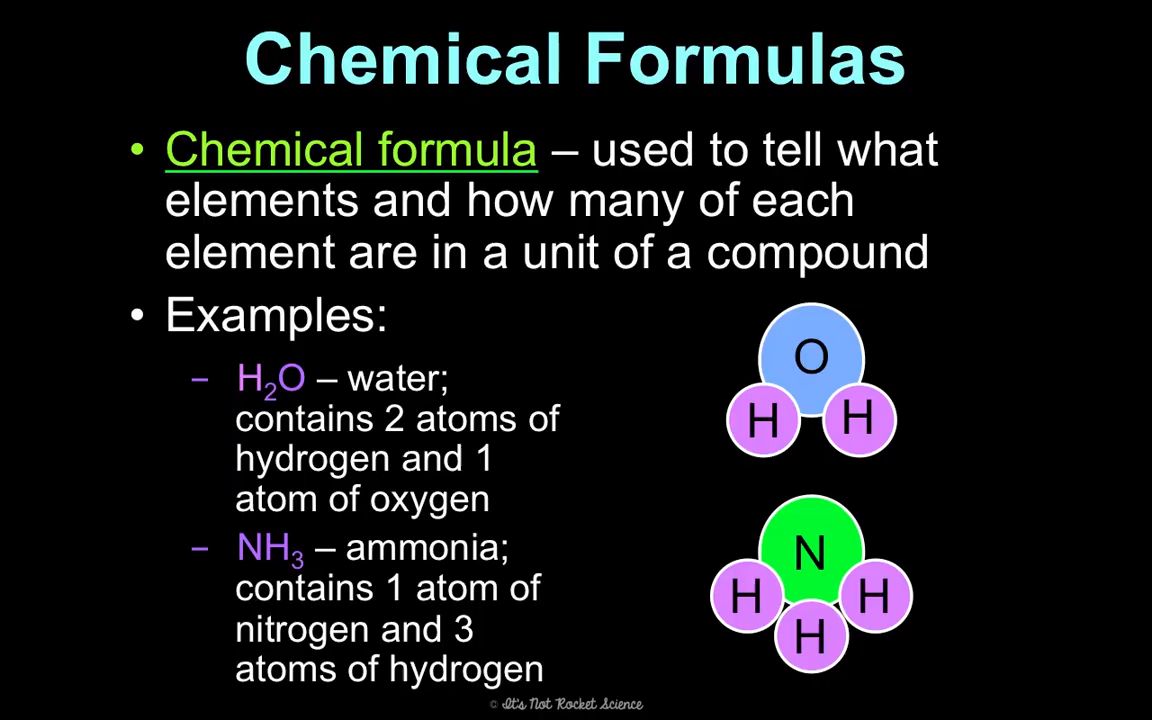 Chemical Formulas
• Chemical formula – used to tell what
elements and how many of each
element are in a unit of a compound
• Examples:
– H₂O – water;
contains 2 atoms of
hydrogen and 1
atom of oxygen
O
H H
– NH₃ – ammonia;
contains 1 atom of
nitrogen and 3
atoms of hydrogen
N
H H
H
© It's Not Rocket Science